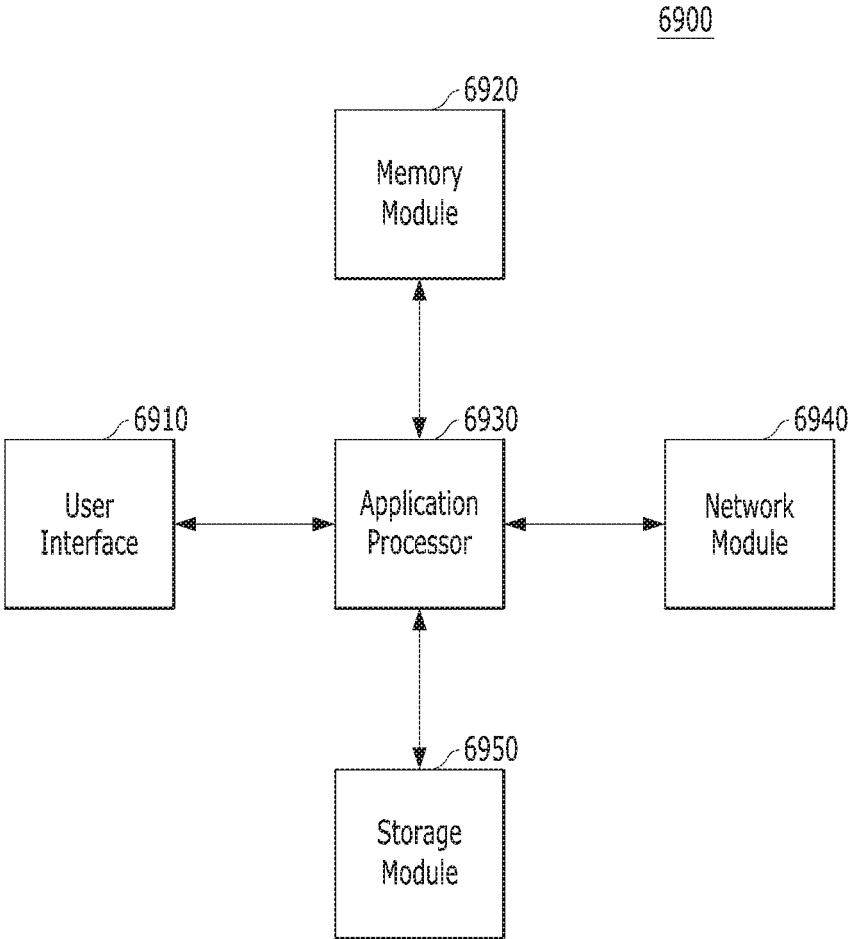 6900
6920
Memory
Module
6910
User
Interface
6930
Application
Processor
6940
Network
Module
6950
Storage
Module